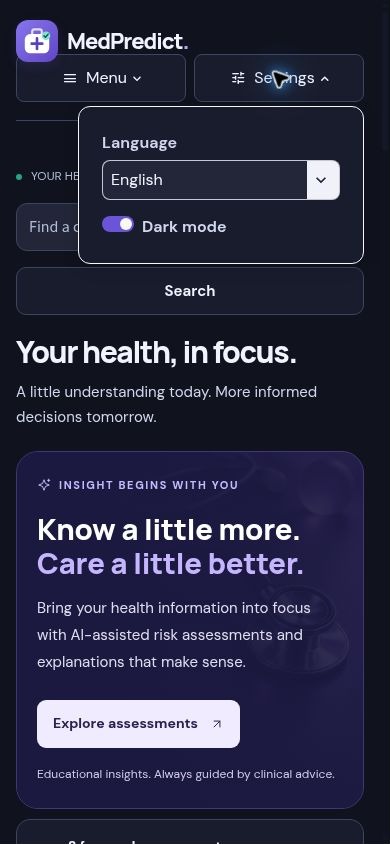 MedPredict.
Menu
Settings
Language
English
Dark mode
YOUR HE
Find a
Search
Your health, in focus.
A little understanding today. More informed
decisions tomorrow.
INSIGHT BEGINS WITH YOU
Know a little more.
Care a little better.
Bring your health information into focus
with AI-assisted risk assessments and
explanations that make sense.
Explore assessments
Educational insights. Always guided by clinical advice.